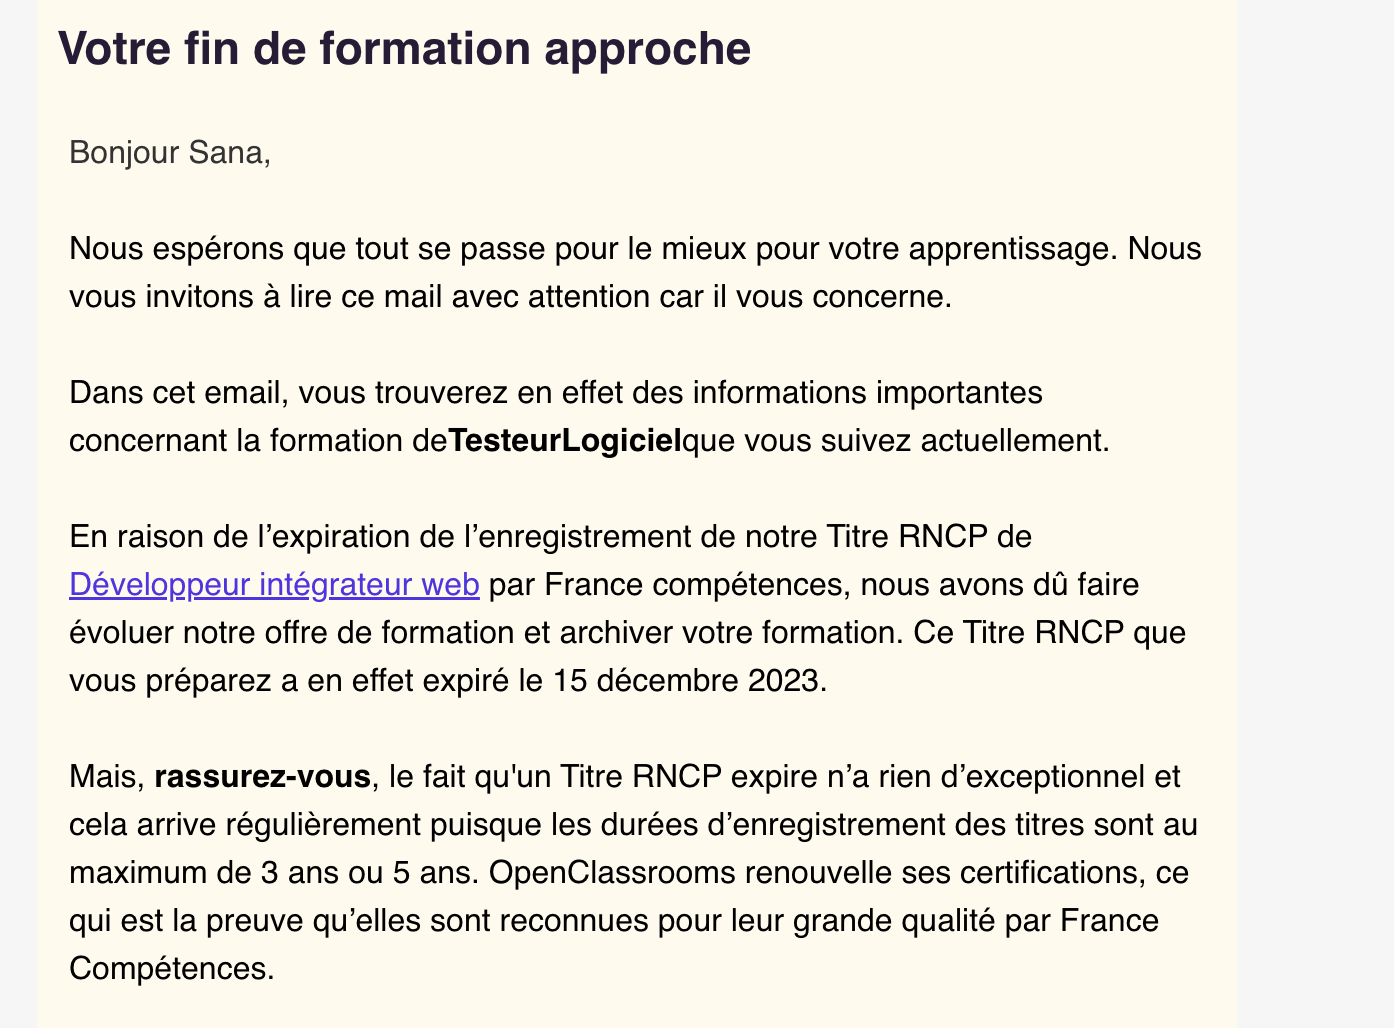 Votre fin de formation approche
Bonjour Sana,
Nous espérons que tout se passe pour le mieux pour votre apprentissage. Nous
vous invitons à lire ce mail avec attention car il vous concerne.
Dans cet email, vous trouverez en effet des informations importantes
concernant la formation deTesteurLogicielque vous suivez actuellement.
En raison de l’expiration de l’enregistrement de notre Titre RNCP de
Développeur intégrateur web par France compétences, nous avons dû faire
évoluer notre offre de formation et archiver votre formation. Ce Titre RNCP que
vous préparez a en effet expiré le 15 décembre 2023.
Mais, rassurez-vous, le fait qu'un Titre RNCP expire n’a rien d’exceptionnel et
cela arrive régulièrement puisque les durées d’enregistrement des titres sont au
maximum de 3 ans ou 5 ans. OpenClassrooms renouvelle ses certifications, ce
qui est la preuve qu’elles sont reconnues pour leur grande qualité par France
Compétences.